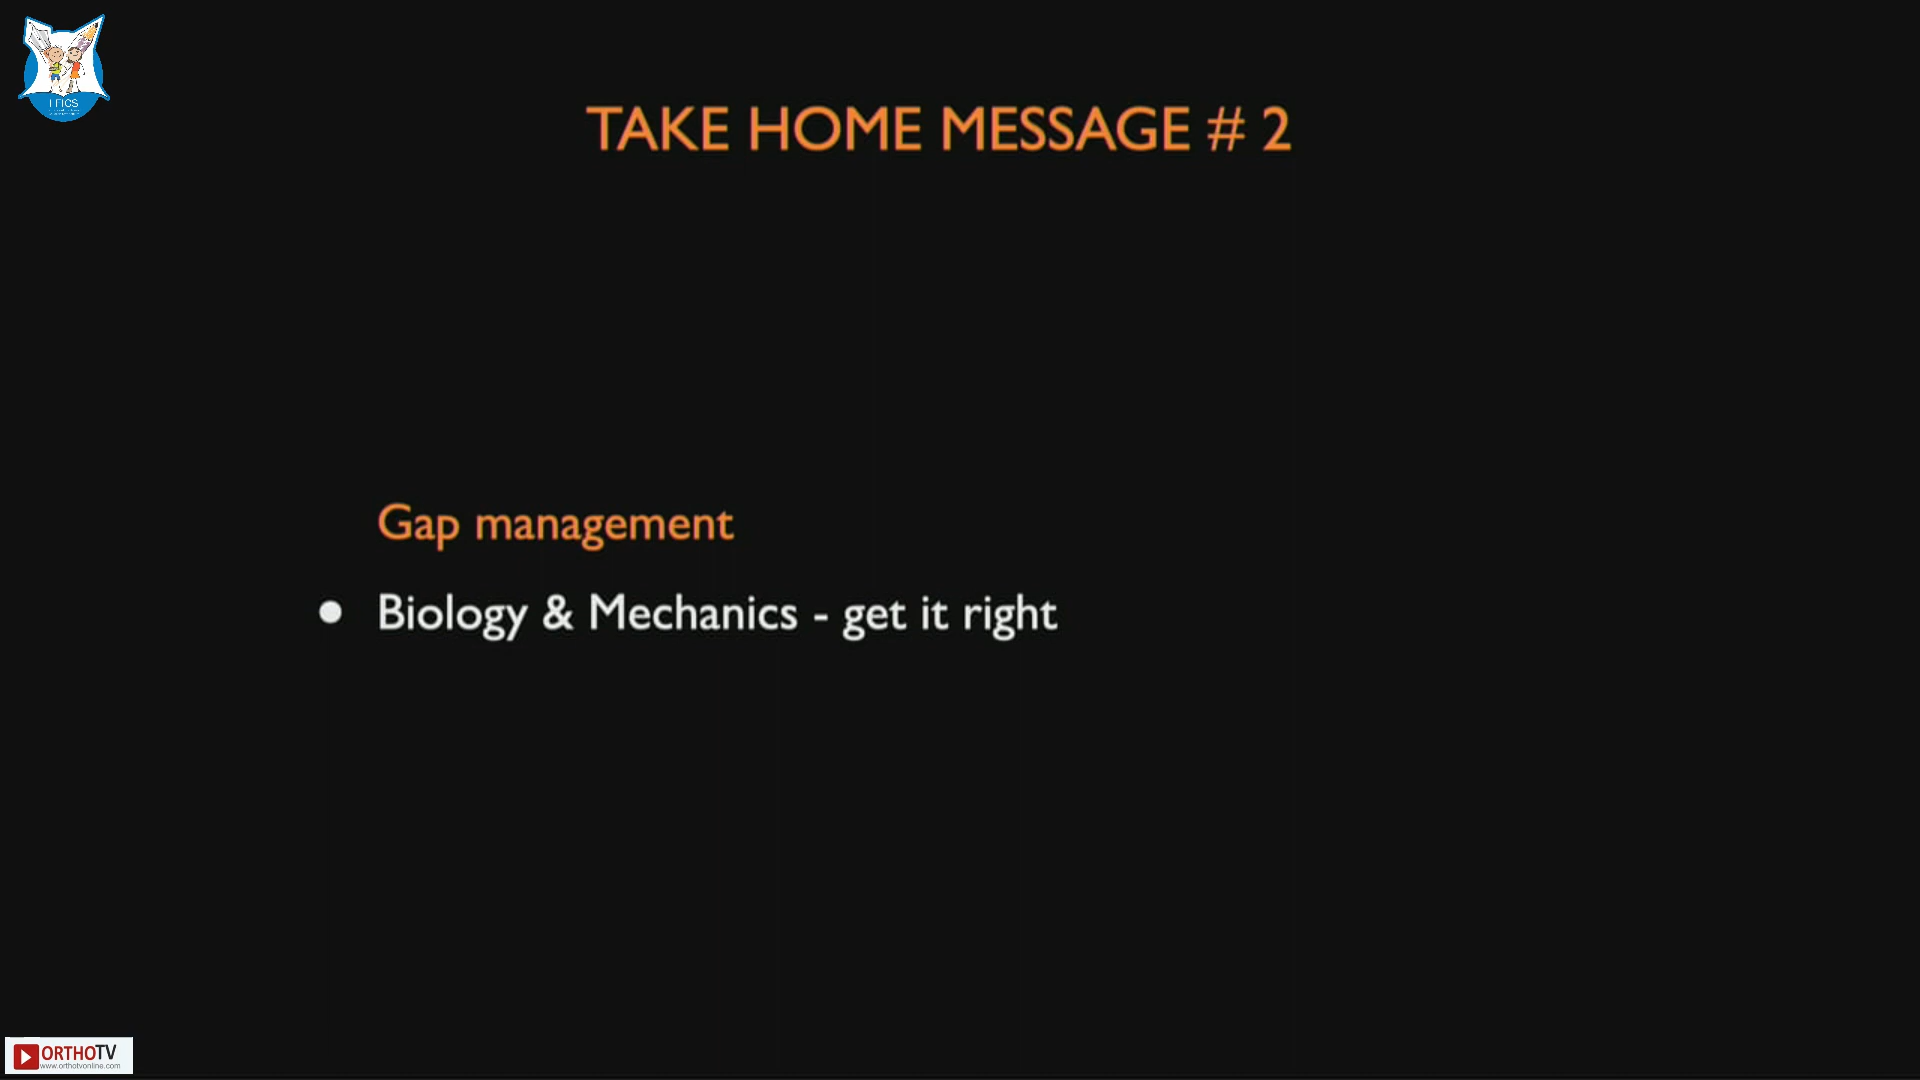 TAKE HOME MESSAGE # 2
Gap management
● Biology & Mechanics - get it right
ORTHOTV
www.orthotvonline.com